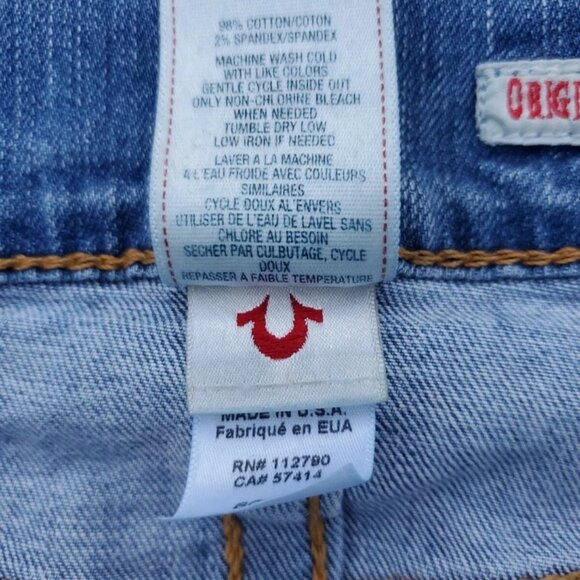 98% COTTON/COTON
2% SPANDEX/SPANDEX
MACHINE WASH COLD
WITH LIKE COLORS
GENTLE CYCLE INSIDE OUT
ONLY NON-CHLORINE BLEACH
WHEN NEEDED
TUMBLE DRY LOW
LOW IRON IF NEEDED
LAVER A LA MACHINE
A L'EAU FROIDE AVEC COULEURS
SIMILAIRES
CYCLE DOUX AL'ENVERS
UTILISER DE L'EAU DE LAVEL SANS
CHLORE AU BESOIN
SECHER PAR CULBUTAGE, CYCLE
DOUX
REPASSER A FAIBLE TEMPERATURE
ORIGI
MADE IN U.S.A.
Fabriqué en EUA
RN# 112790
CA# 57414